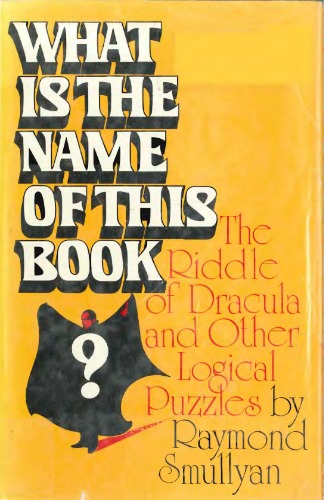 WHAT
IS THE
NAME
OF THIS
BOOK
?
The
Riddle
of Dracula
and Other
Logical
Puzzles by
Raymond
Smullyan